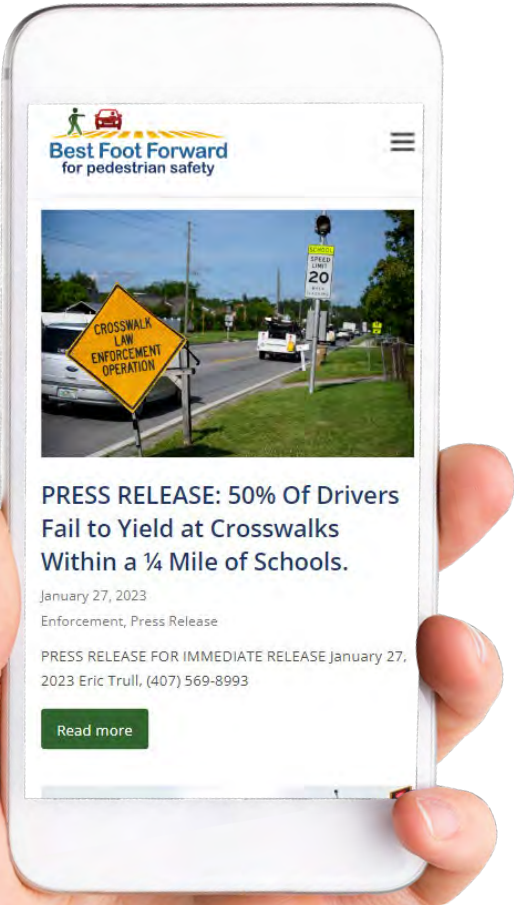 Best Foot Forward
for pedestrian safety
SCHOOL
SPEED
LIMIT
20
CROSSWALK
LAW
ENFORCEMENT
OPERATION
PRESS RELEASE: 50% Of Drivers
Fail to Yield at Crosswalks
Within a ¼ Mile of Schools.
January 27, 2023
Enforcement, Press Release
PRESS RELEASE FOR IMMEDIATE RELEASE January 27,
2023 Eric Trull, (407) 569-8993
Read more